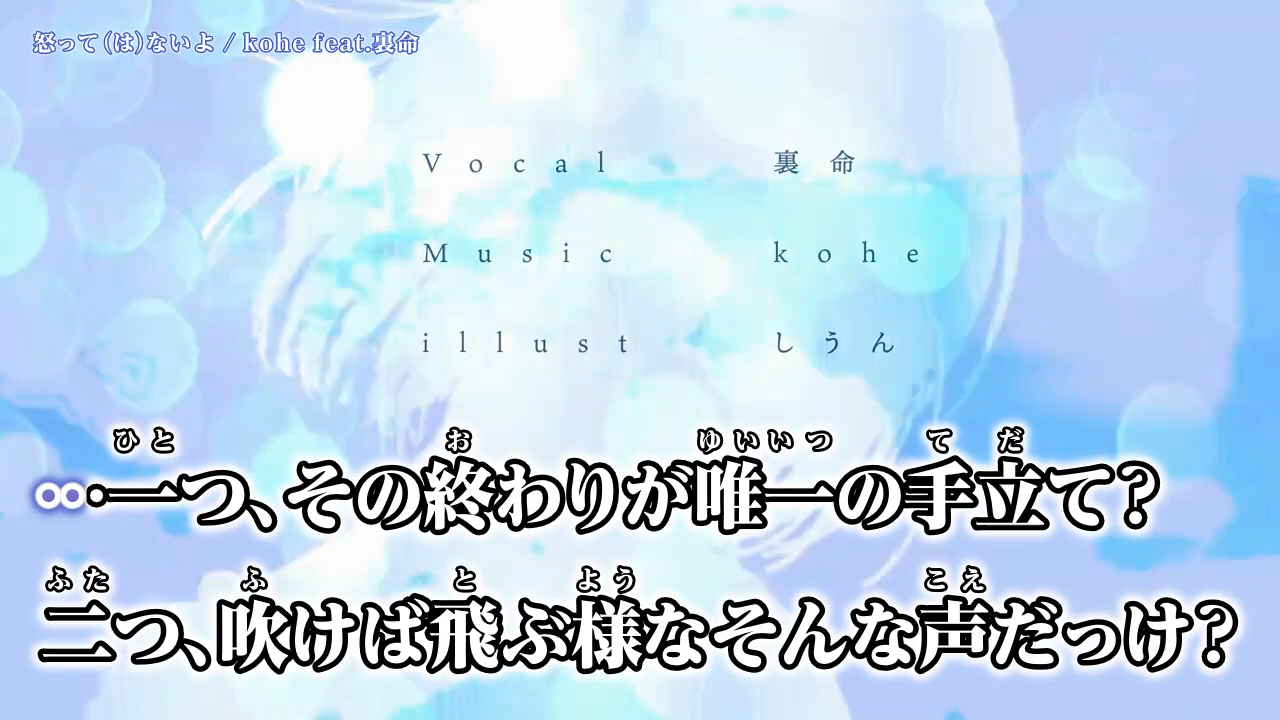 怒って(は)ないよ / kohe feat.裏命
Vocal 裏命
Music kohe
illust しうん
ひと お ゆいいつ て だ
●●●一つ、その終わりが唯一の手立て?
ふた ふ と よう こえ
二つ、吹けば飛ぶ様なそんな声だっけ?